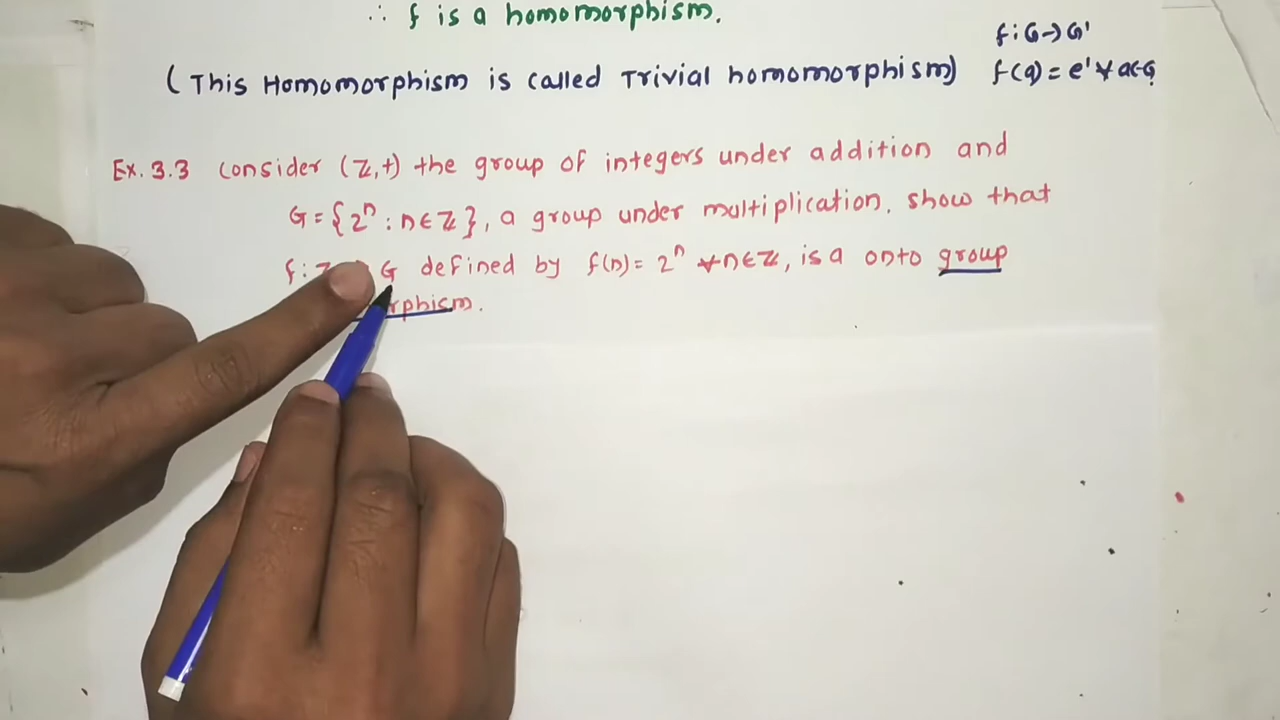 ∴ f is a homomorphism.
f: G→G'
(This Homomorphism is called Trivial homomorphism) f(a) = e' ∀ a∈G
Ex. 3.3 Consider (Z,+) the group of integers under addition and
G = {2ⁿ : n∈Z}, a group under multiplication. show that
f: Z G defined by f(n) = 2ⁿ ∀n∈Z, is a onto group
rphism.